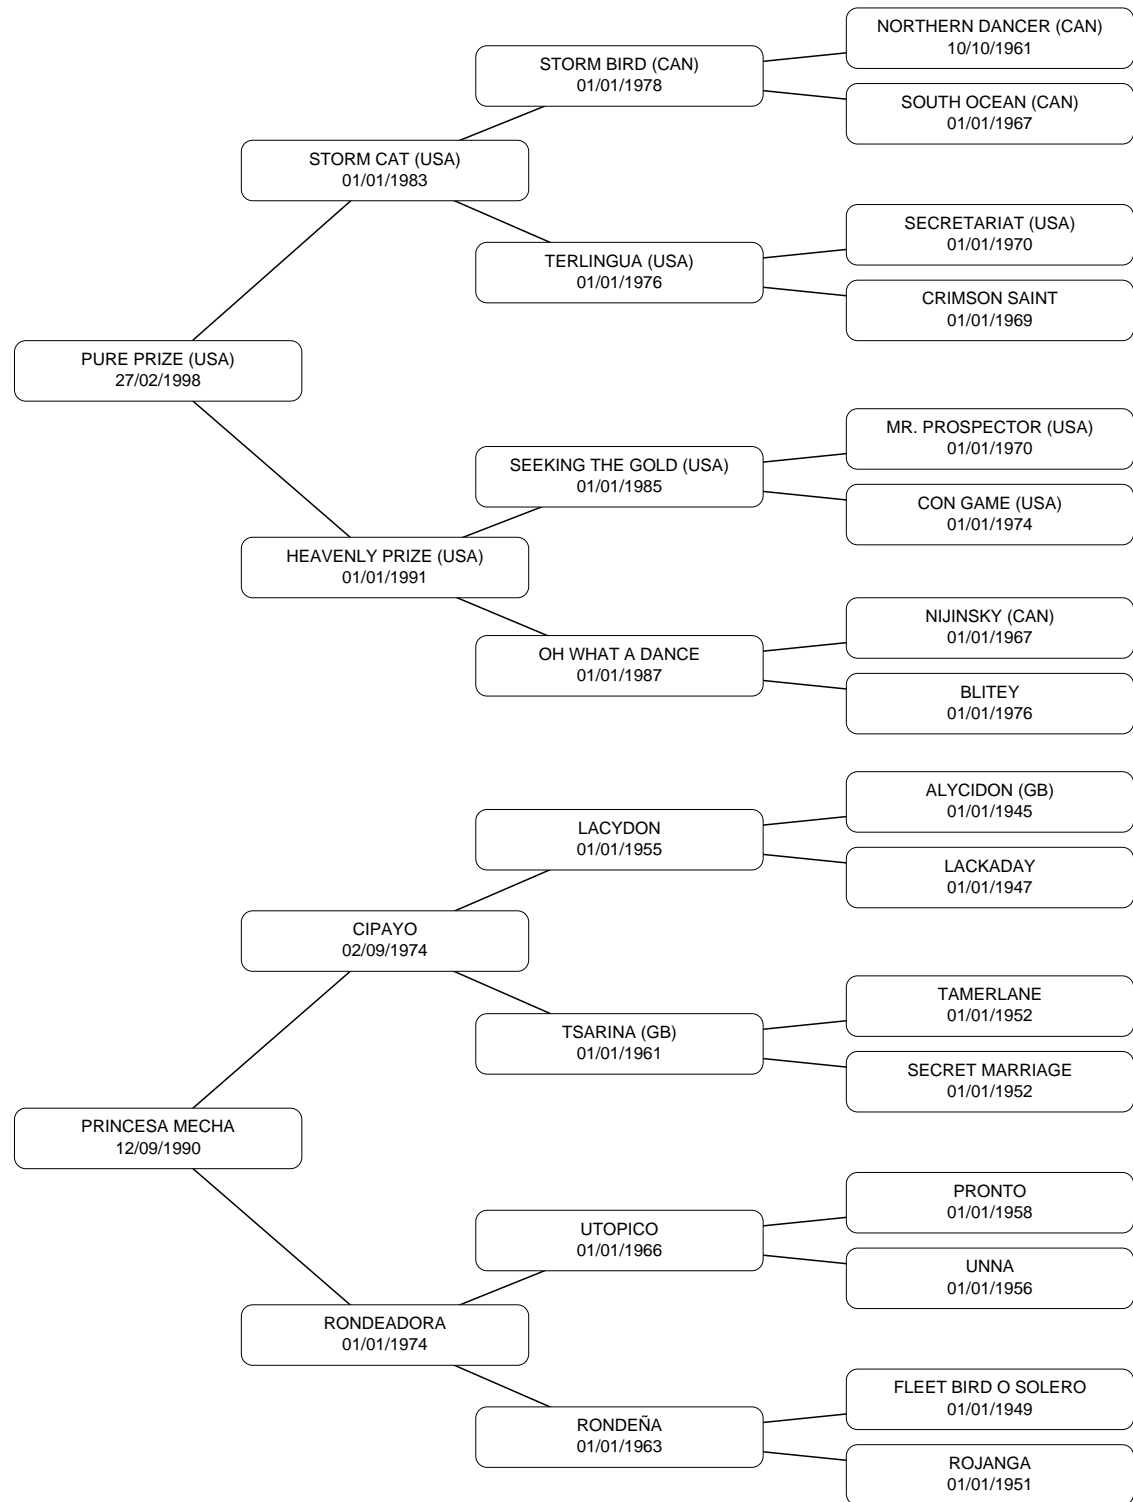 NORTHERN DANCER (CAN)
10/10/1961
STORM BIRD (CAN)
01/01/1978
SOUTH OCEAN (CAN)
01/01/1967
STORM CAT (USA)
01/01/1983
SECRETARIAT (USA)
01/01/1970
TERLINGUA (USA)
01/01/1976
CRIMSON SAINT
01/01/1969
PURE PRIZE (USA)
27/02/1998
MR. PROSPECTOR (USA)
01/01/1970
SEEKING THE GOLD (USA)
01/01/1985
CON GAME (USA)
01/01/1974
HEAVENLY PRIZE (USA)
01/01/1991
NIJINSKY (CAN)
01/01/1967
OH WHAT A DANCE
01/01/1987
BLITEY
01/01/1976
ALYCIDON (GB)
01/01/1945
LACYDON
01/01/1955
LACKADAY
01/01/1947
CIPAYO
02/09/1974
TAMERLANE
01/01/1952
TSARINA (GB)
01/01/1961
SECRET MARRIAGE
01/01/1952
PRINCESA MECHA
12/09/1990
PRONTO
01/01/1958
UTOPICO
01/01/1966
UNNA
01/01/1956
RONDEADORA
01/01/1974
FLEET BIRD O SOLERO
01/01/1949
RONDEÑA
01/01/1963
ROJANGA
01/01/1951